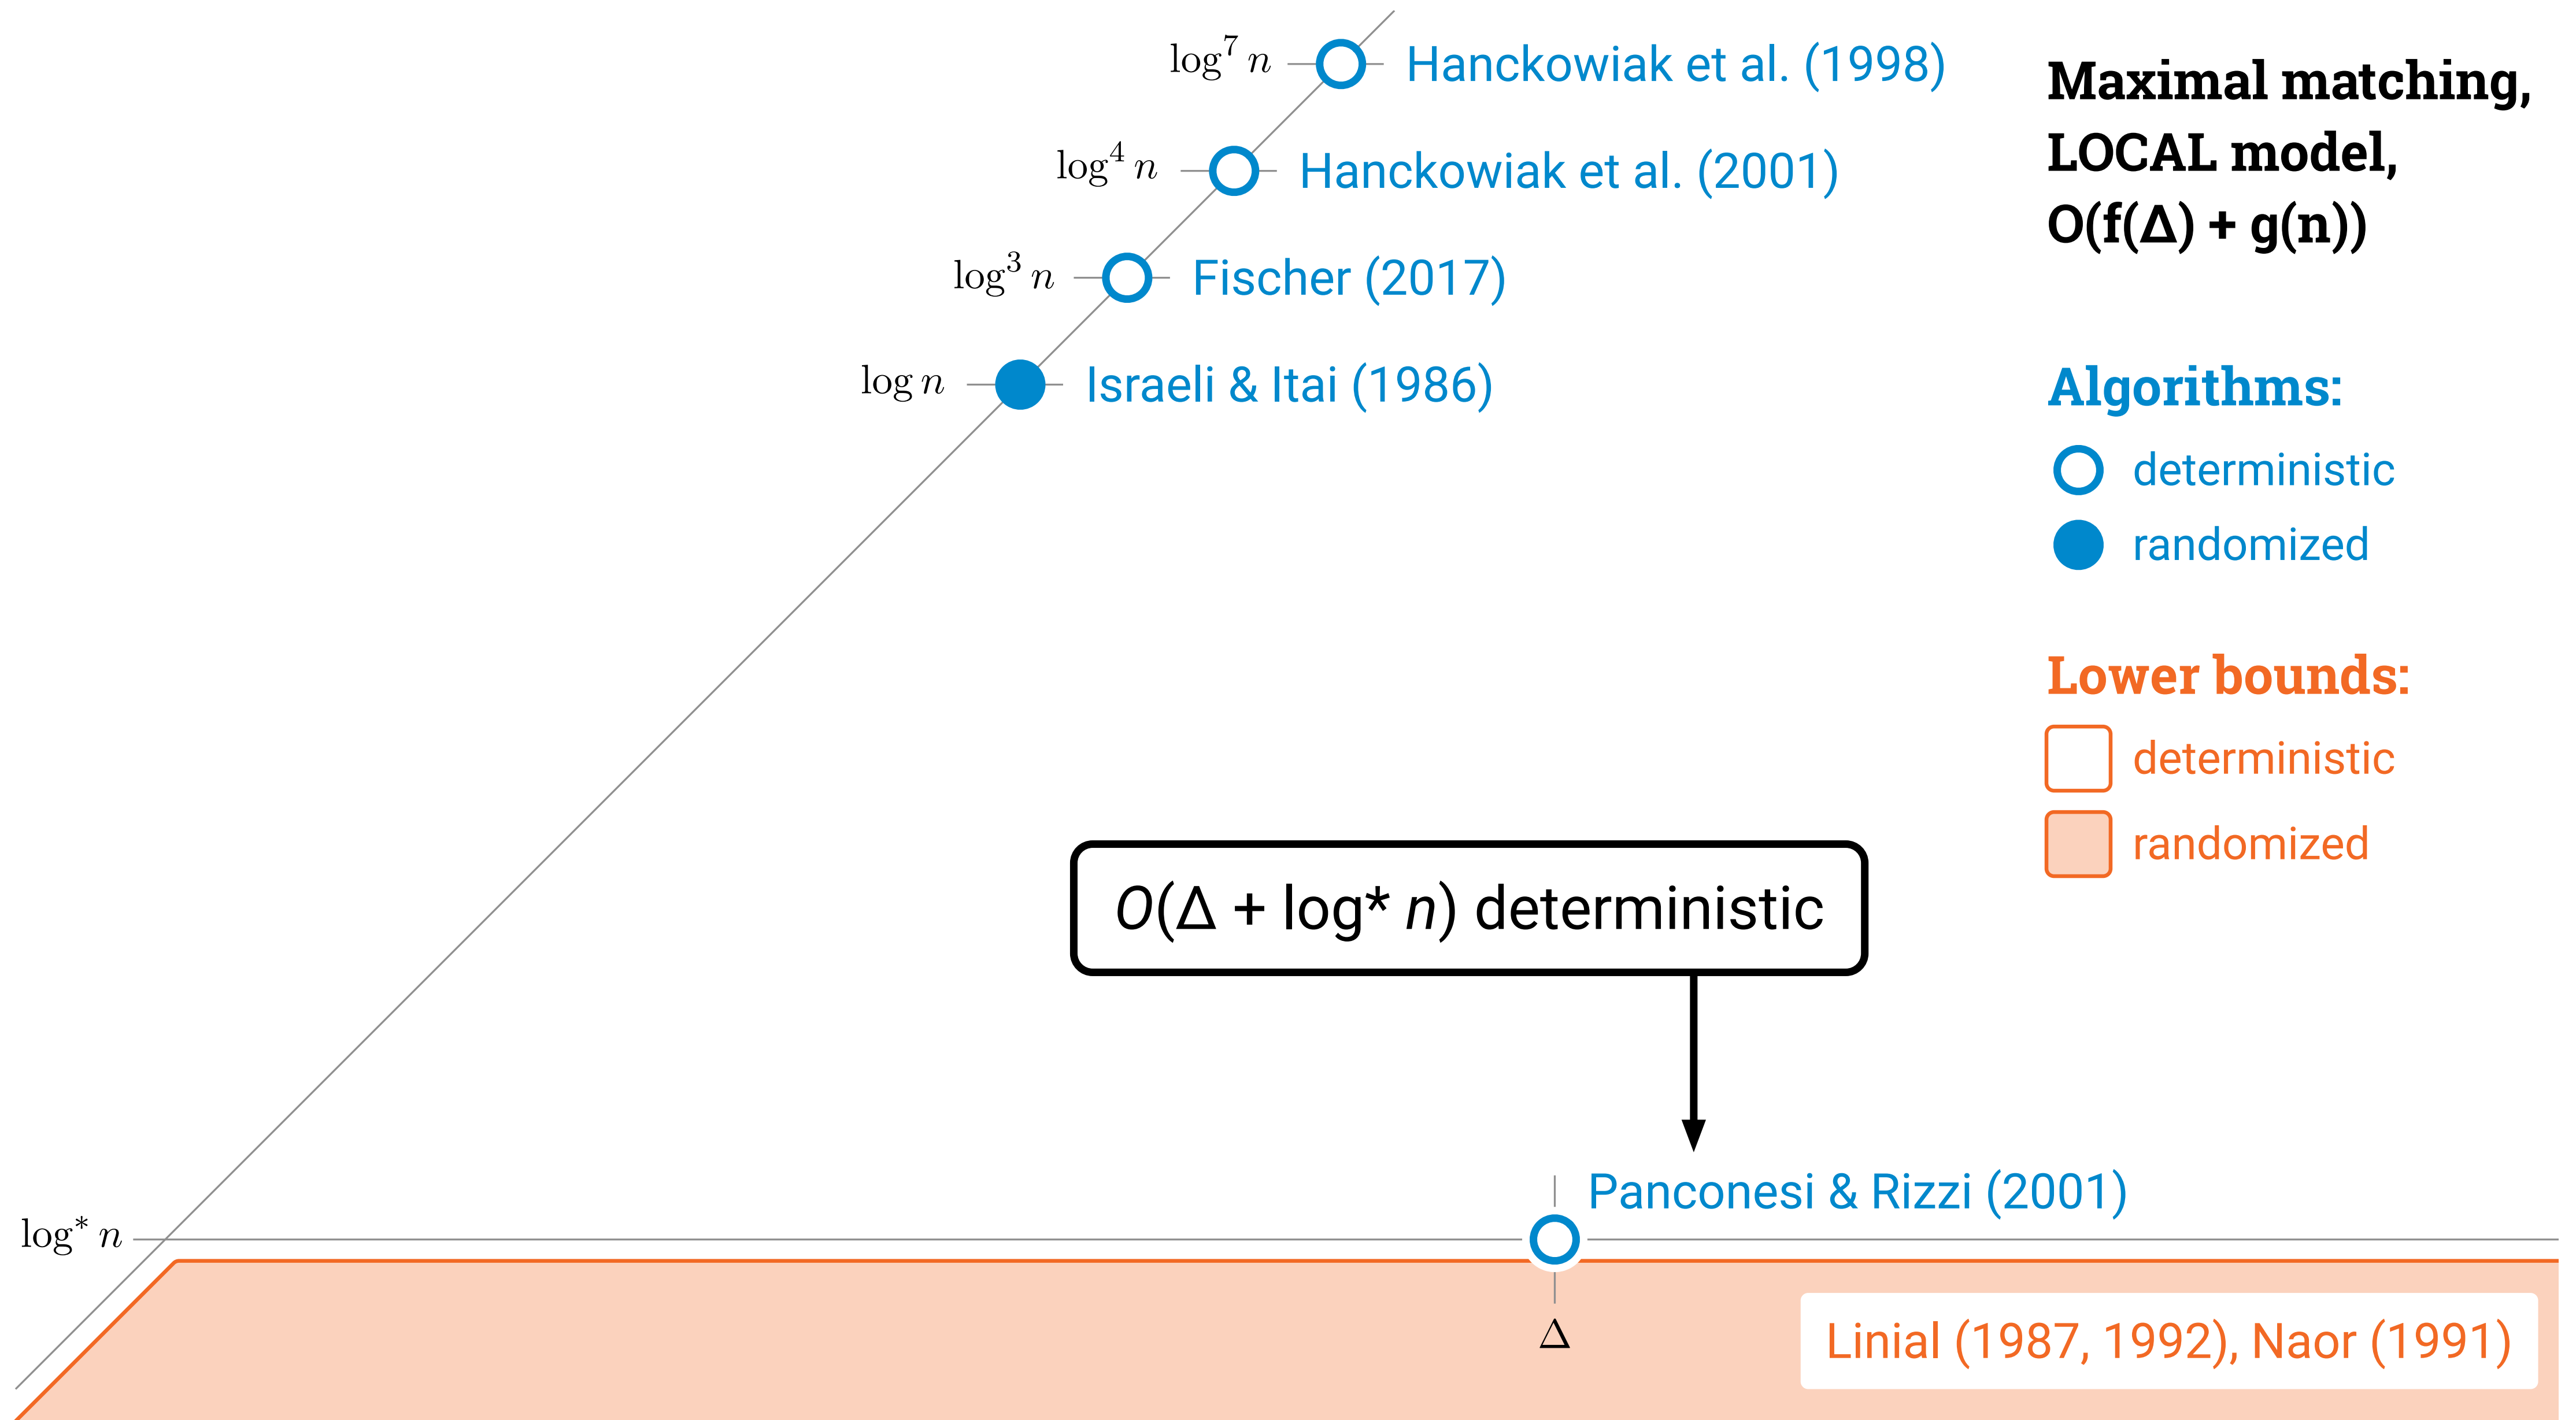 log⁷ n
Hanckowiak et al. (1998)
log⁴ n
Hanckowiak et al. (2001)
log³ n
Fischer (2017)
log n
Israeli & Itai (1986)
Maximal matching,
LOCAL model,
O(f(Δ) + g(n))
Algorithms:
deterministic
randomized
Lower bounds:
deterministic
randomized
O(Δ + log* n) deterministic
Panconesi & Rizzi (2001)
log* n
Δ
Linial (1987, 1992), Naor (1991)